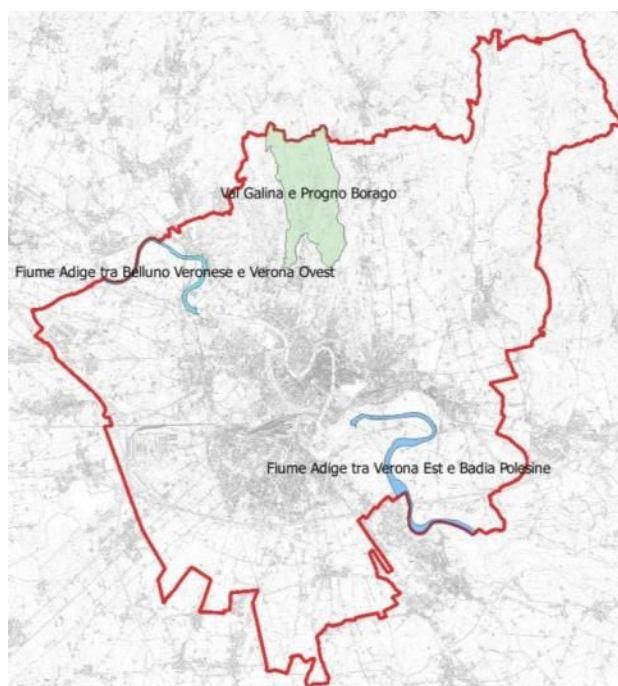 Val Galina e Progno Borago
Fiume Adige tra Belluno Veronese e Verona Ovest
Fiume Adige tra Verona Est e Badia Polesine